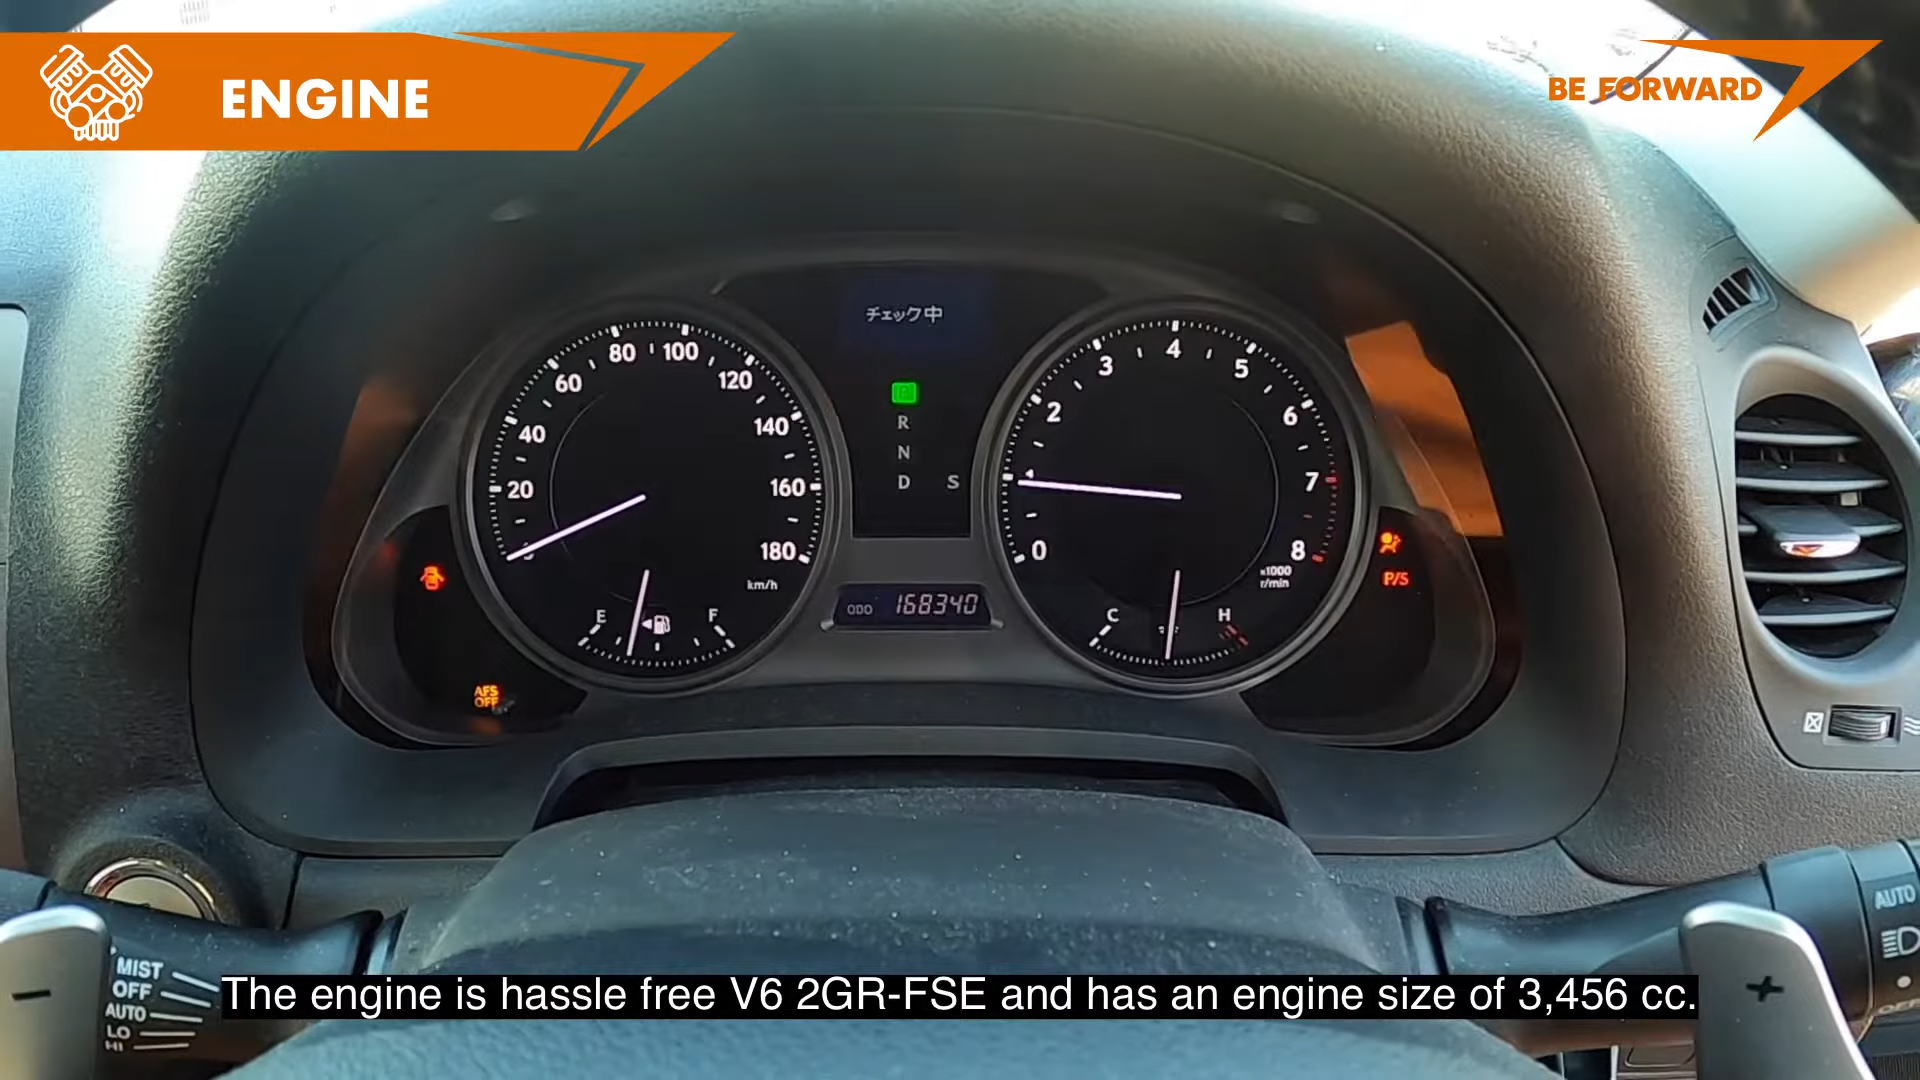 ENGINE
BE FORWARD
チェック中
R
N
D S
0 20 40 60 80 100 120 140 160 180
km/h
E F
ODO 168340
0 2 3 4 5 6 7 8
×1000
r/min
C H
AFS
OFF
P/S
MIST
OFF
AUTO
LO
HI
-
+
AUTO
The engine is hassle free V6 2GR-FSE and has an engine size of 3,456 cc.